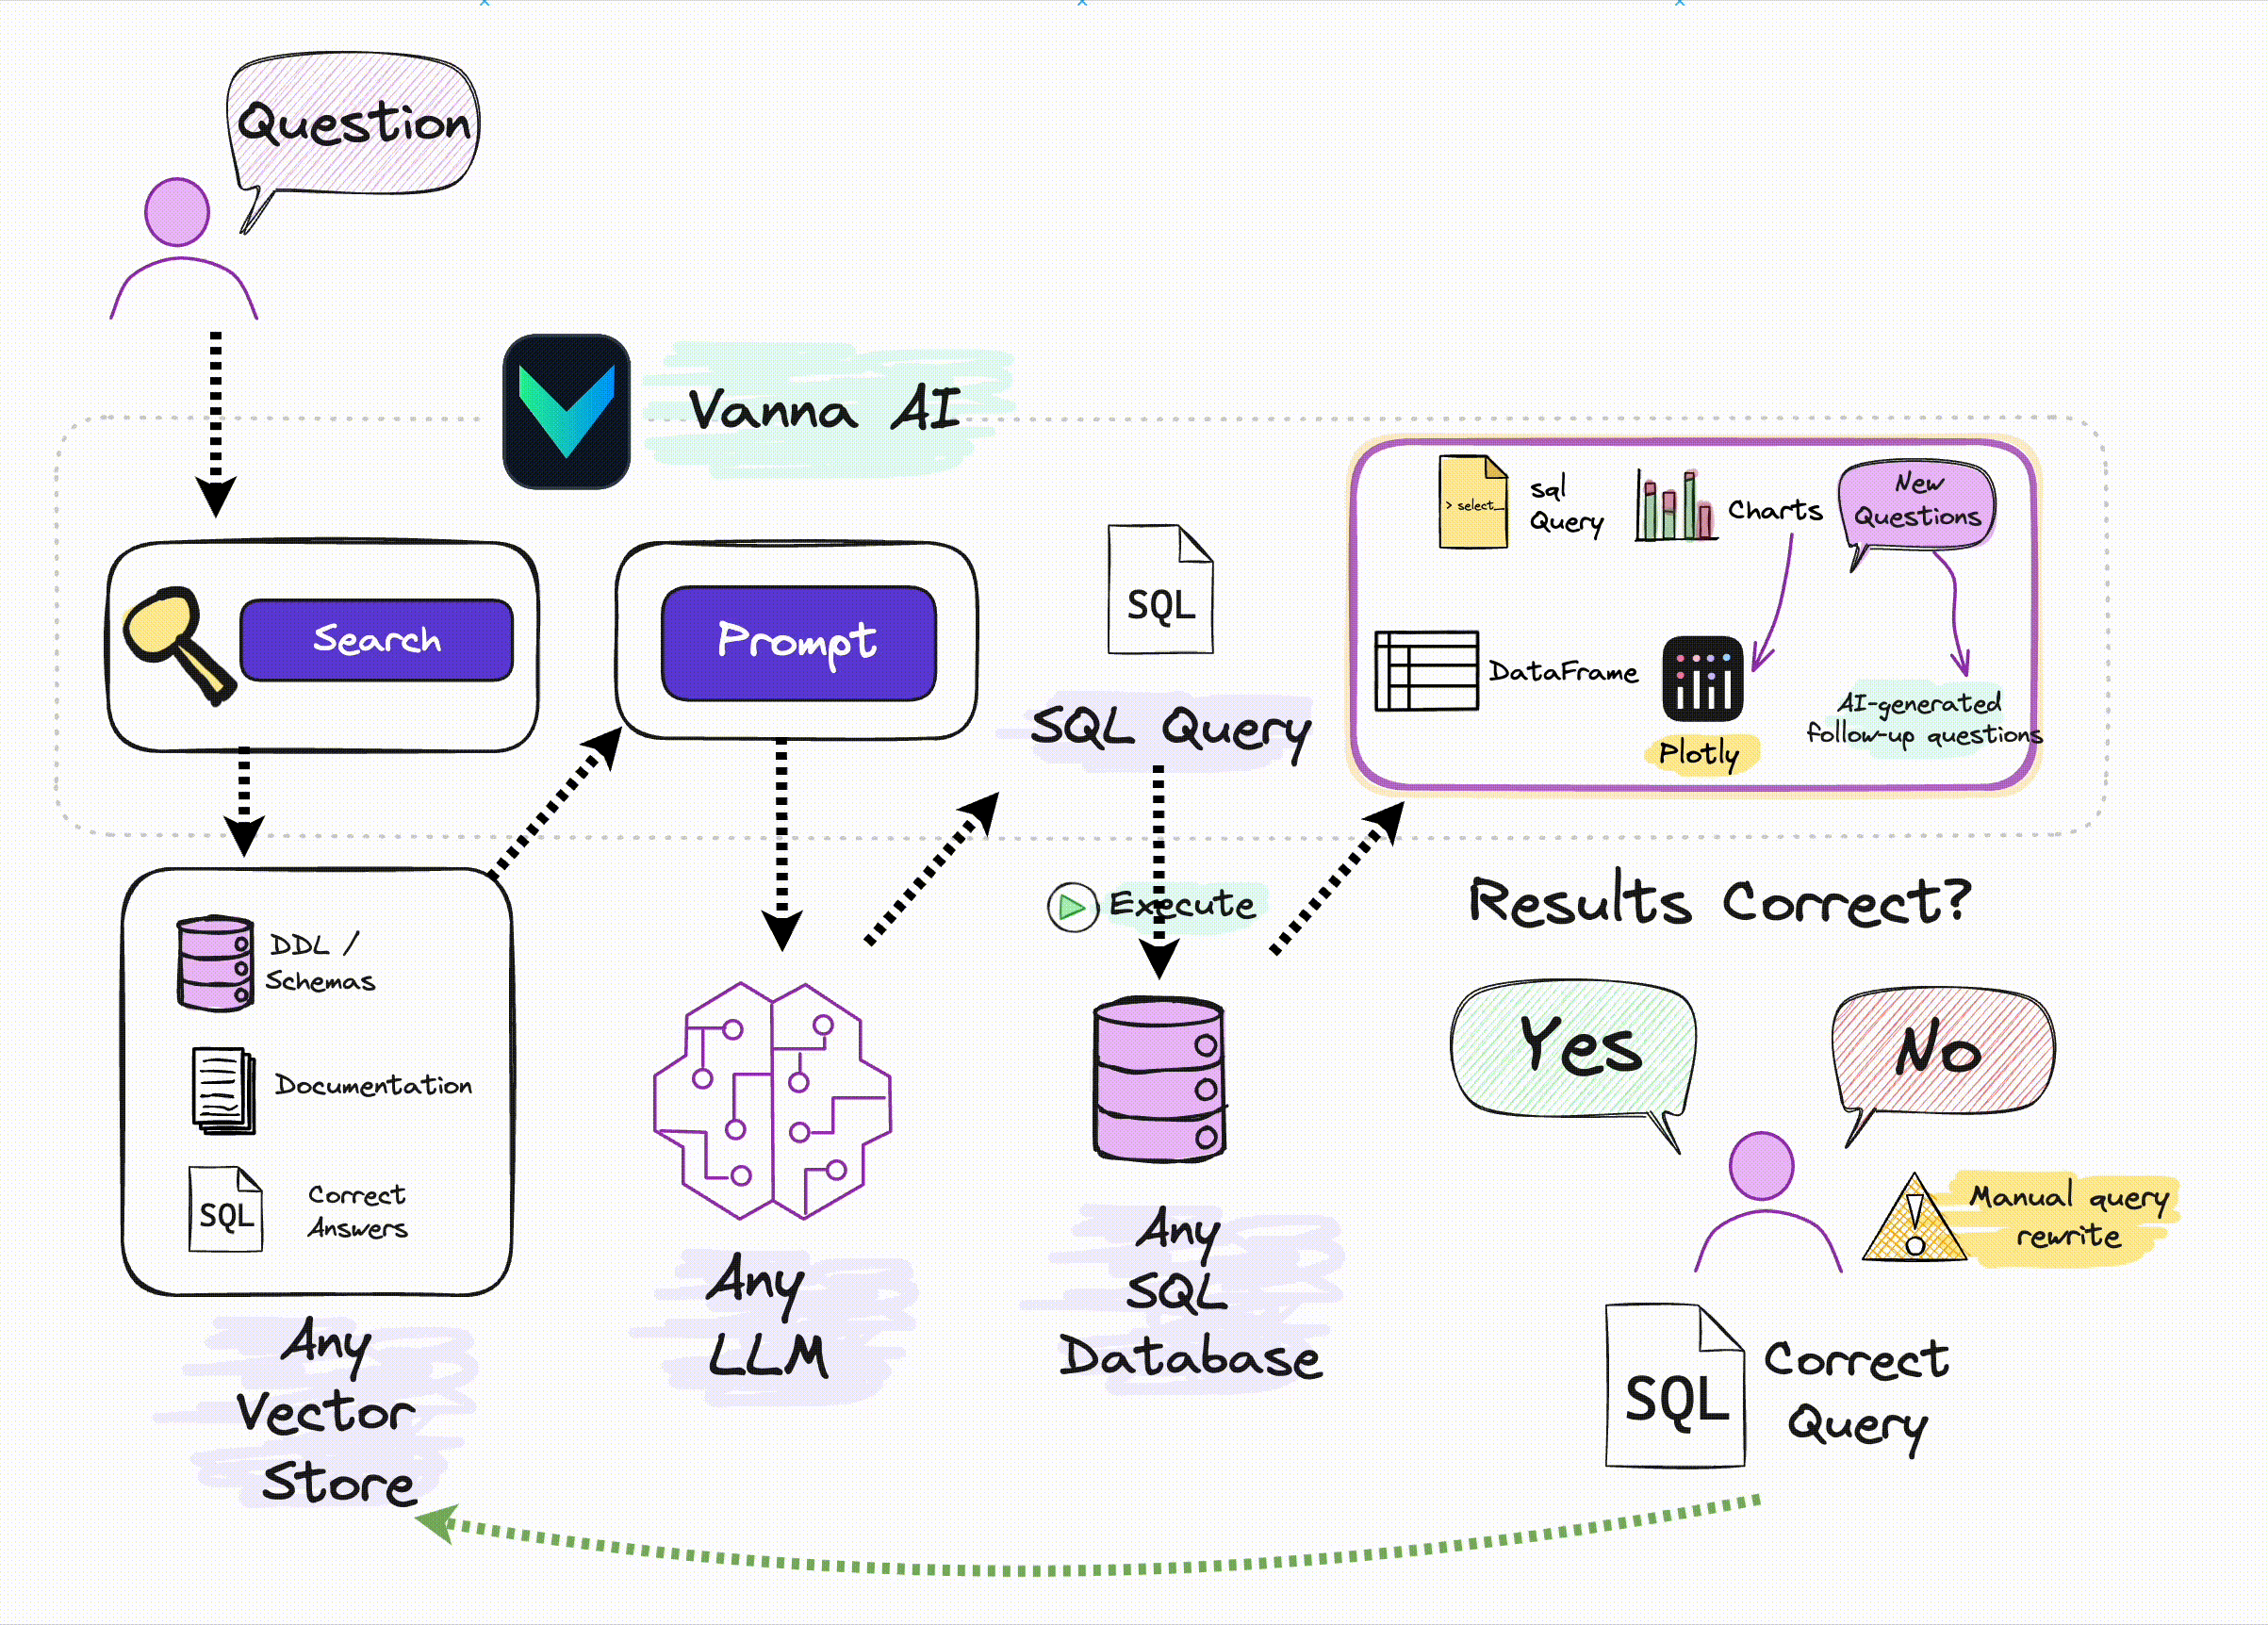 Question
Vanna AI
Search
Prompt
SQL
SQL Query
> select_
sql
Query
Charts
New
Questions
DataFrame
Plotly
AI-generated
follow-up questions
DDL /
Schemas
Documentation
SQL
Correct
Answers
Any
Vector
Store
Any
LLM
Execute
Any
SQL
Database
Results Correct?
Yes
No
Manual query
rewrite
SQL
Correct
Query